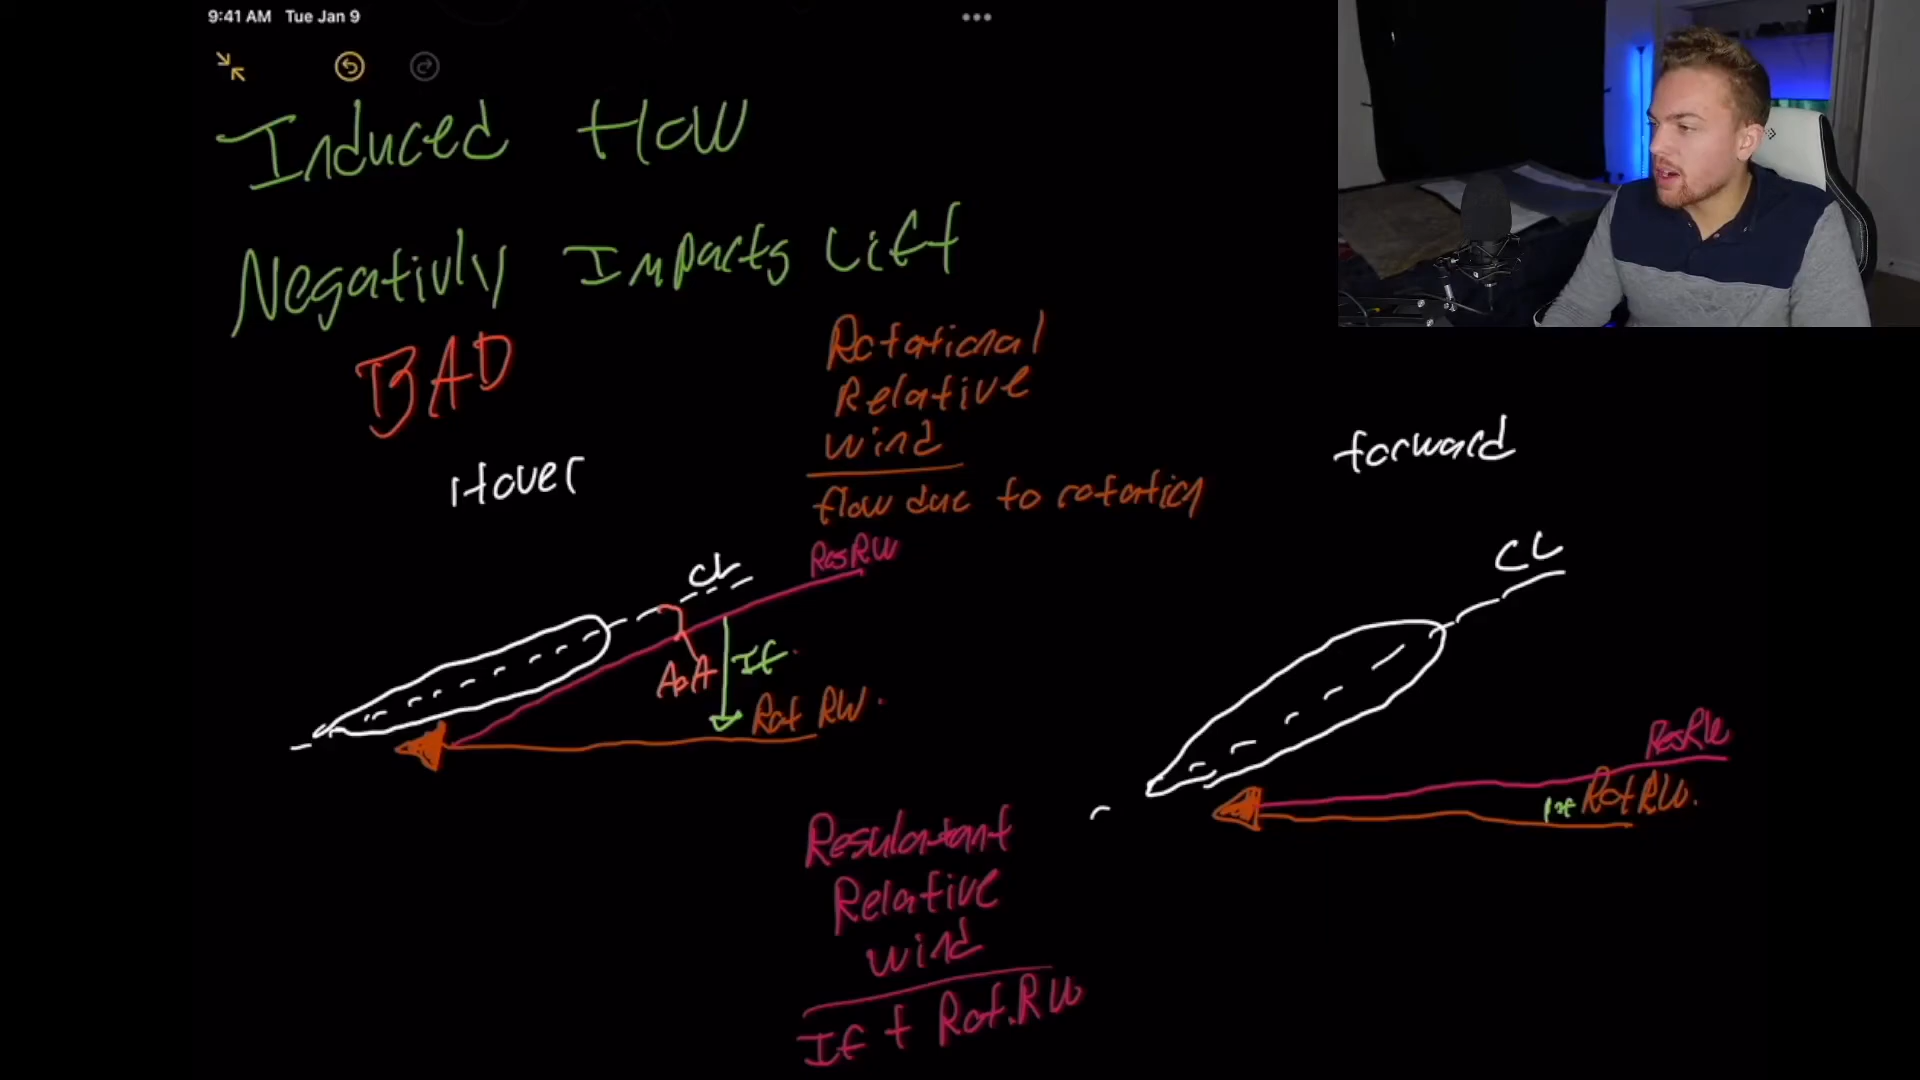 9:41 AM Tue Jan 9
Induced flow
Negativly Impacts Lift
BAD
Rotational
Relative
wind
flow due to rotation
Hover
forward
CL
ResRW
AoA
If
Rot RW.
CL
ResRW
If
Rot RW.
Resulantant
Relative
wind
If + Rot.RW